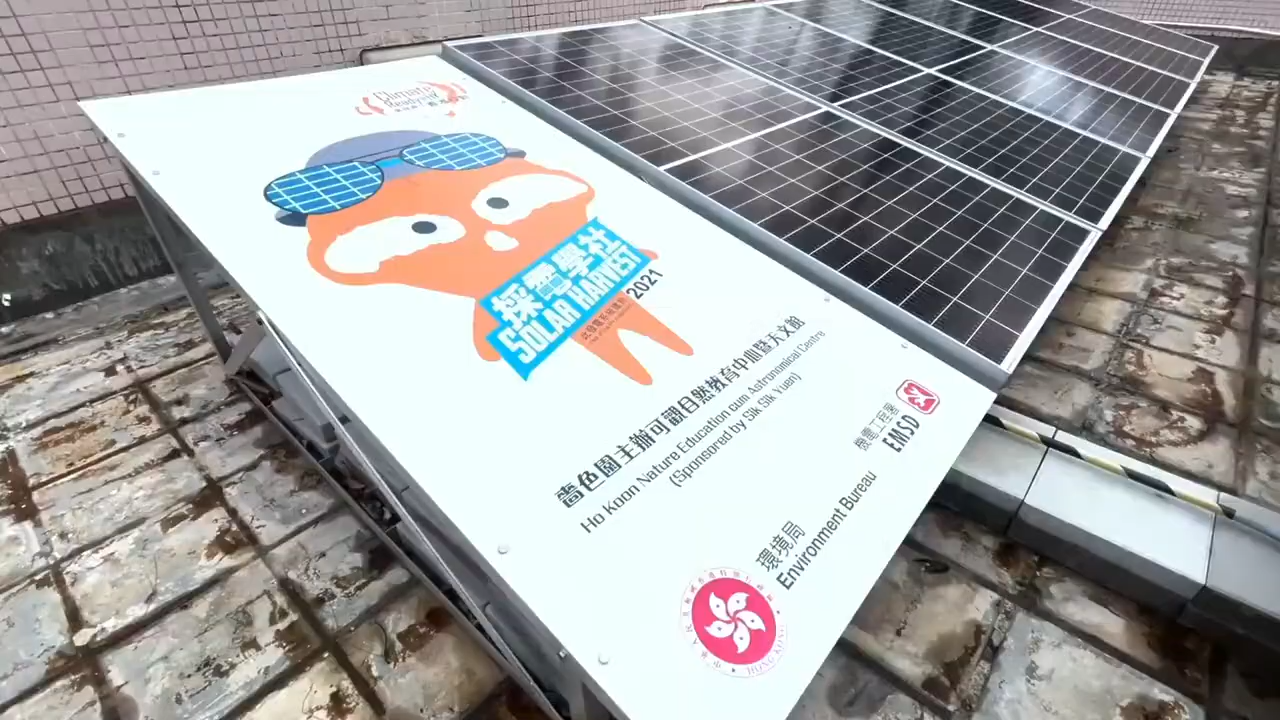 Climate
Ready
採電學社
SOLAR HARVEST
2021
嗇色園主辦可觀自然教育中心暨天文館
Ho Koon Nature Education cum Astronomical Centre
(Sponsored by Sik Sik Yuen)
機電工程署
EMSD
環境局
Environment Bureau
HONG KONG